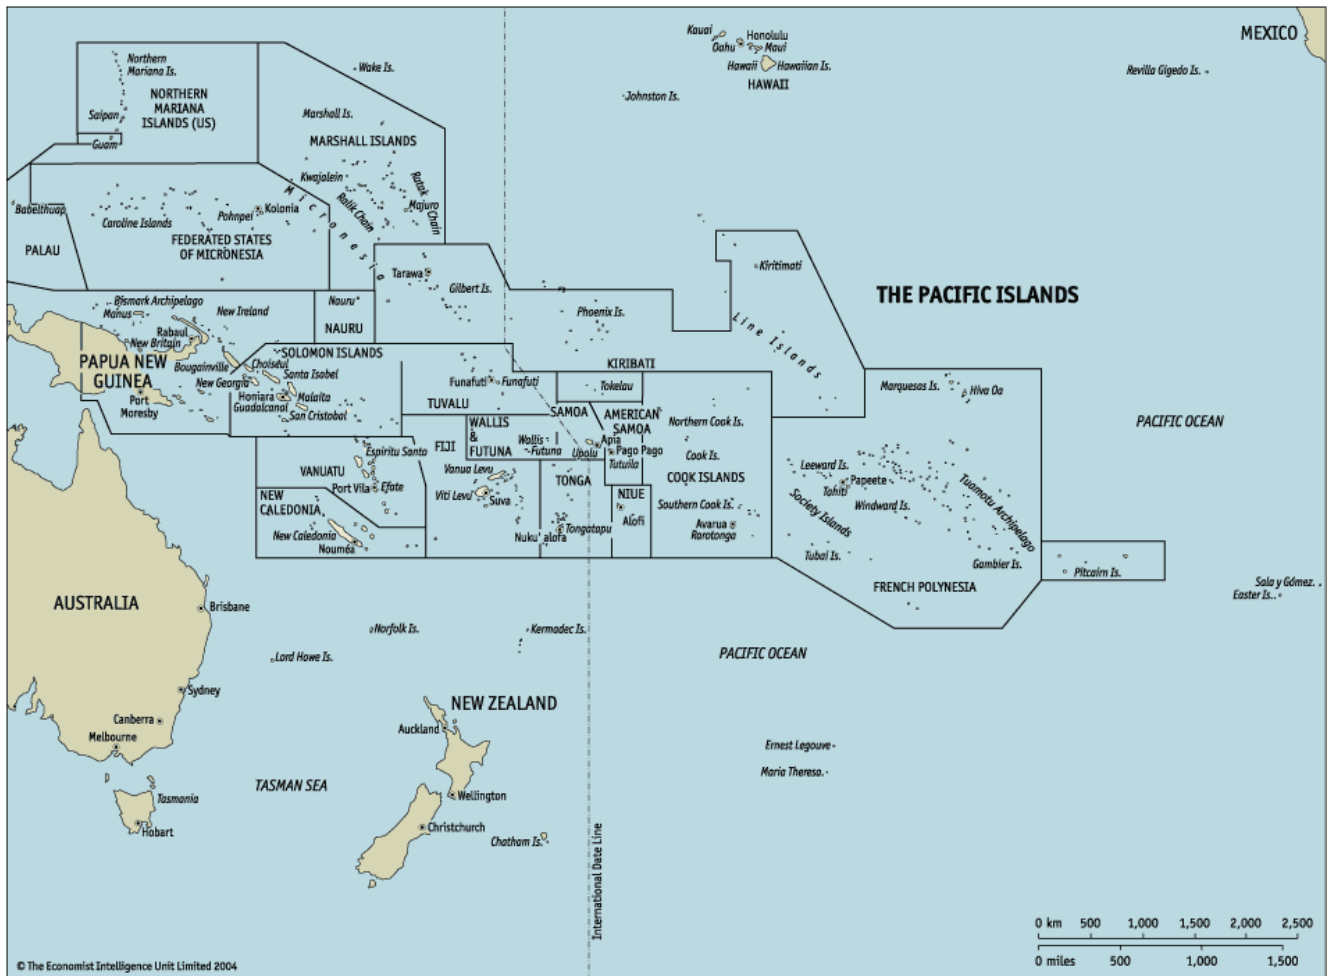 Kauai
Honolulu
Oahu
Maui
Hawaii
Hawaiian Is.
HAWAII
MEXICO
Revilla Gigedo Is.
Johnston Is.
Wake Is.
Northern
Mariana Is.
NORTHERN
MARIANA
ISLANDS (US)
Saipan
Guam
Marshall Is.
MARSHALL ISLANDS
Kwajalein
Ralik Chain
Ratak Chain
Majuro
Micronesia
Babelthuap
PALAU
Caroline Islands
Pohnpei
Kolonia
FEDERATED STATES
OF MICRONESIA
Tarawa
Gilbert Is.
Kiritimati
THE PACIFIC ISLANDS
Phoenix Is.
Line Islands
KIRIBATI
Nauru
NAURU
Bismark Archipelago
Manus
New Ireland
Rabaul
New Britain
PAPUA NEW
GUINEA
Port
Moresby
Bougainville
SOLOMON ISLANDS
Choiseul
New Georgia
Santa Isabel
Honiara
Malaita
Guadalcanal
San Cristobal
Funafuti
Funafuti
TUVALU
Tokelau
SAMOA
AMERICAN
SAMOA
WALLIS
&
FUTUNA
Wallis
Futuna
Upolu
Apia
Pago Pago
Tutuila
Northern Cook Is.
Cook Is.
COOK ISLANDS
Southern Cook Is.
Avarua
Rarotonga
Marquesas Is.
Hiva Oa
PACIFIC OCEAN
Leeward Is.
Papeete
Tahiti
Windward Is.
Society Islands
Tuamotu Archipelago
Tubai Is.
Gambier Is.
FRENCH POLYNESIA
Pitcairn Is.
Sala y Gómez.
Easter Is..
FIJI
Vanua Levu
Viti Levu
Suva
TONGA
Tongatapu
Nuku' alofa
NIUE
Alofi
VANUATU
Espiritu Santo
Port Vila
Efate
NEW
CALEDONIA
New Caledonia
Nouméa
AUSTRALIA
Brisbane
Norfolk Is.
Kermadec Is.
Lord Howe Is.
PACIFIC OCEAN
Sydney
Canberra
Melbourne
NEW ZEALAND
Auckland
Ernest Legouve
Maria Theresa.
TASMAN SEA
Tasmania
Hobart
Wellington
Christchurch
Chatham Is.
International Date Line
0 km 500 1,000 1,500 2,000 2,500
0 miles 500 1,000 1,500
© The Economist Intelligence Unit Limited 2004